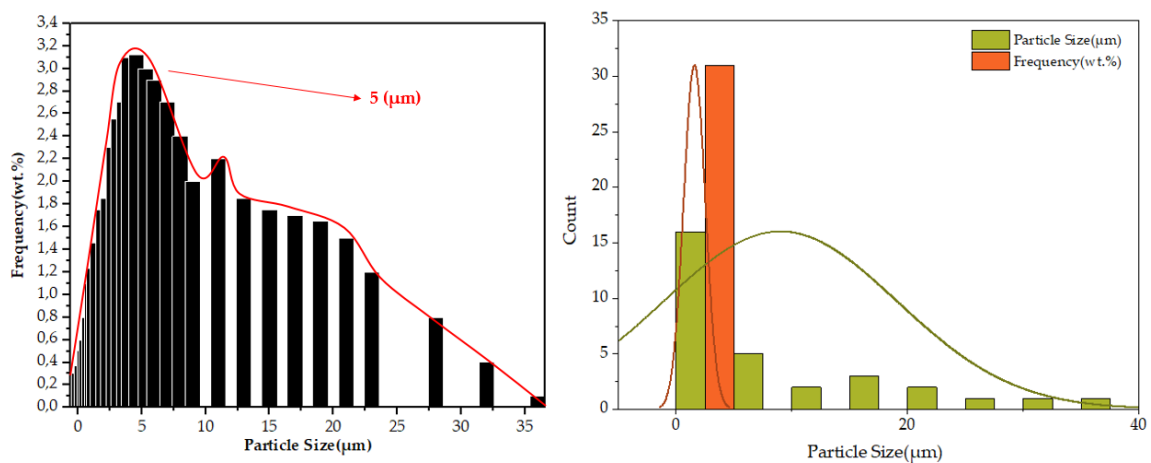 3,4
3,2
3,0
2,8
2,6
2,4
2,2
2,0
1,8
1,6
1,4
1,2
1,0
0,8
0,6
0,4
0,2
0,0
Frequency(wt.%)
5 (μm)
0 5 10 15 20 25 30 35
Particle Size(μm)
35
30
25
20
15
10
5
0
Count
Particle Size(μm)
Frequency(wt.%)
0 20 40
Particle Size(μm)